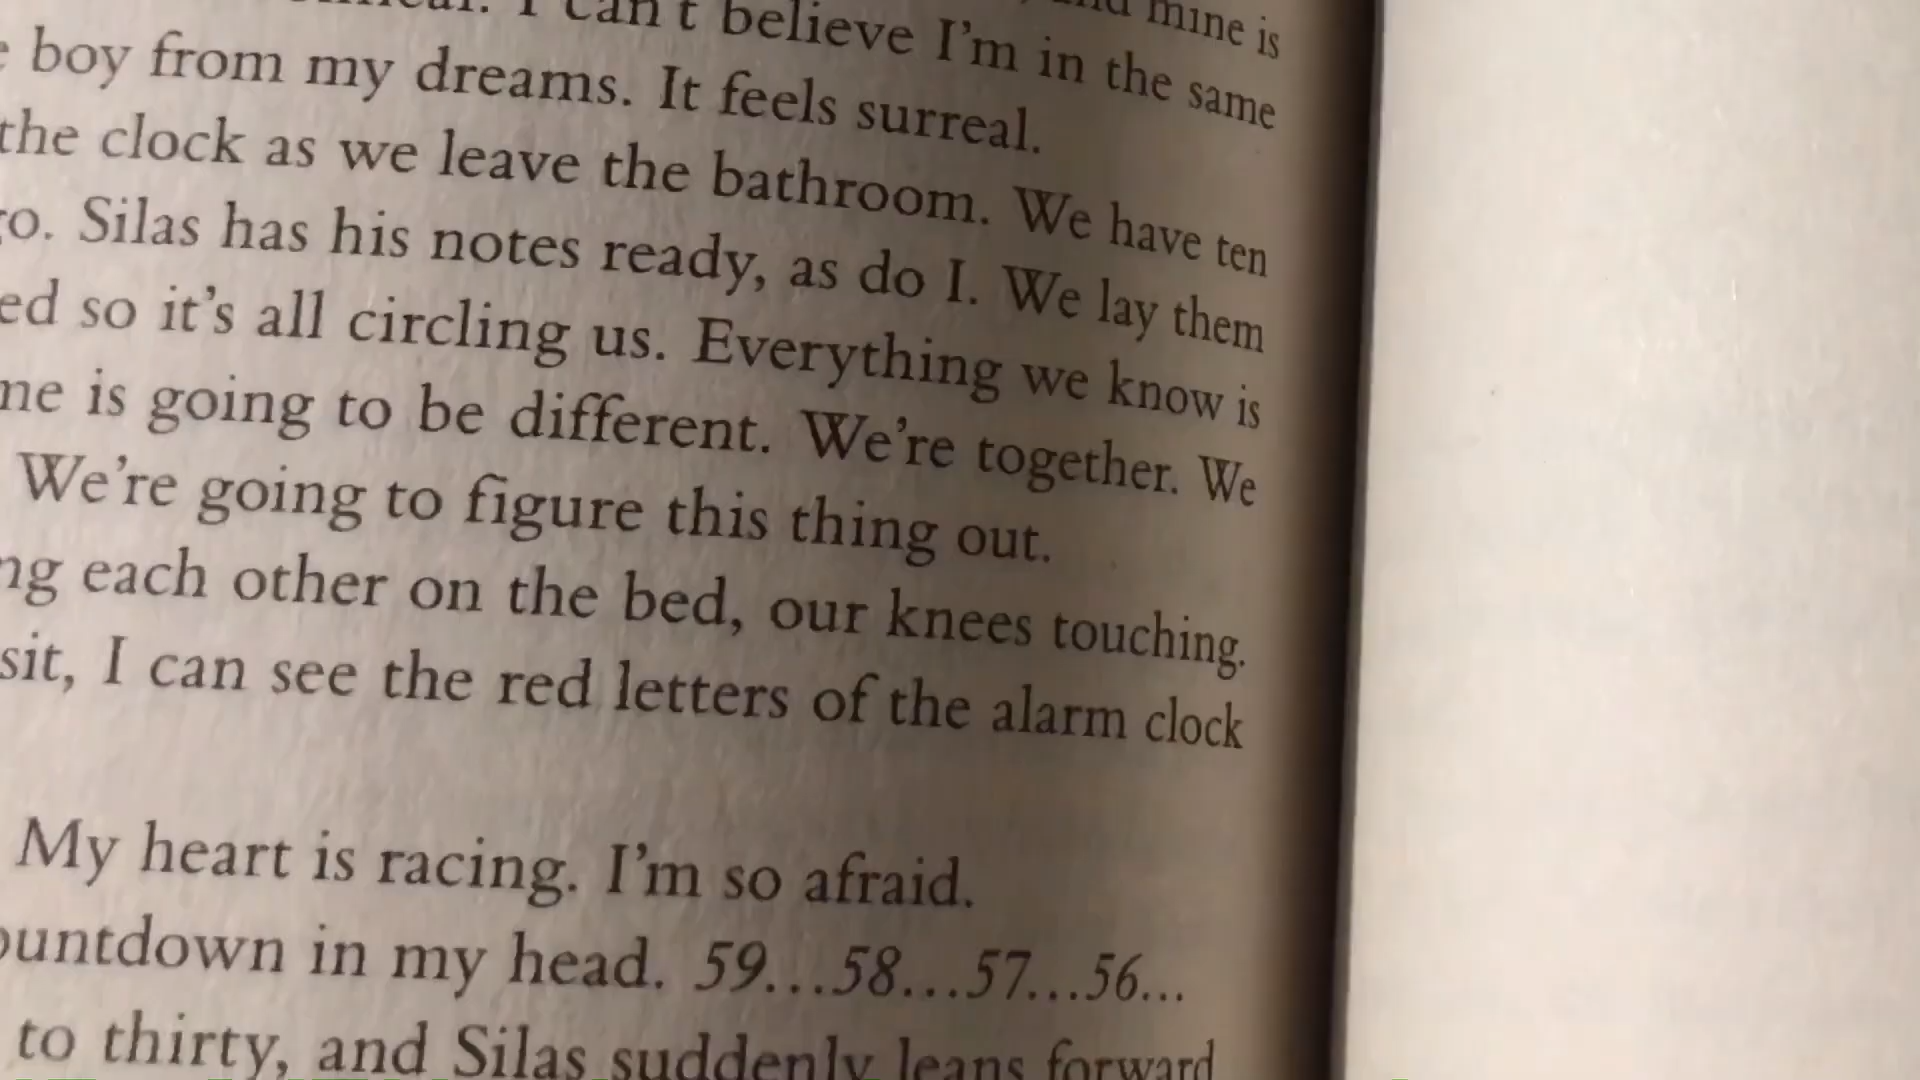 mine is
I can't believe I'm in the same
boy from my dreams. It feels surreal.
the clock as we leave the bathroom. We have ten
Silas has his notes ready, as do I. We lay them
so it's all circling us. Everything we know is
is going to be different. We're together. We
We're going to figure this thing out.
each other on the bed, our knees touching.
sit, I can see the red letters of the alarm clock
My heart is racing. I'm so afraid.
in my head. 59...58...57...56...
to thirty, and Silas suddenly leans forward